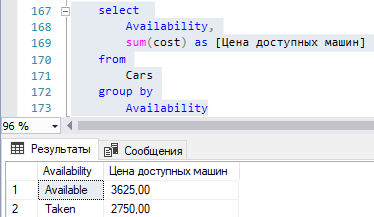 167 select
168 Availability,
169 sum(cost) as [Цена доступных машин]
170 from
171 Cars
172 group by
173 Availability
96 %
Результаты Сообщения
Availability Цена доступных машин
1 Available 3625,00
2 Taken 2750,00